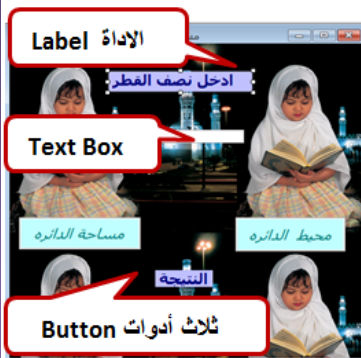 الاداة Label
ادخل نصف القطر
Text Box
محيط الدائره
مساحة الدائره
النتيجة
ثلاث أدوات Button